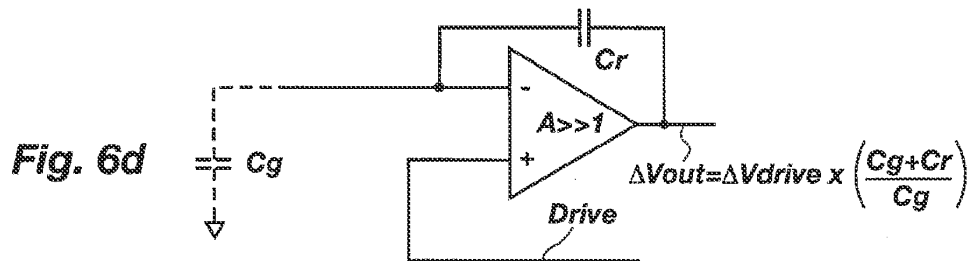 Cr
-
A>>1
+
Fig. 6d
Cg
ΔVout=ΔVdrive x (Cg+Cr / Cg)
Drive